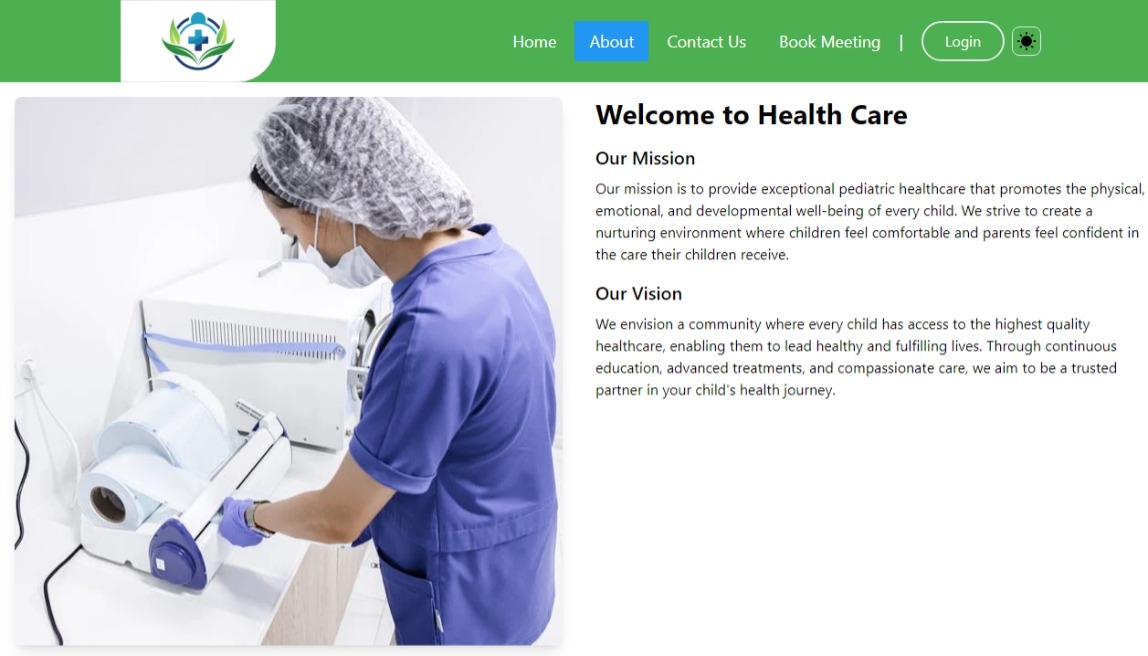 Home About Contact Us Book Meeting | Login
Welcome to Health Care
Our Mission
Our mission is to provide exceptional pediatric healthcare that promotes the physical,
emotional, and developmental well-being of every child. We strive to create a
nurturing environment where children feel comfortable and parents feel confident in
the care their children receive.
Our Vision
We envision a community where every child has access to the highest quality
healthcare, enabling them to lead healthy and fulfilling lives. Through continuous
education, advanced treatments, and compassionate care, we aim to be a trusted
partner in your child's health journey.